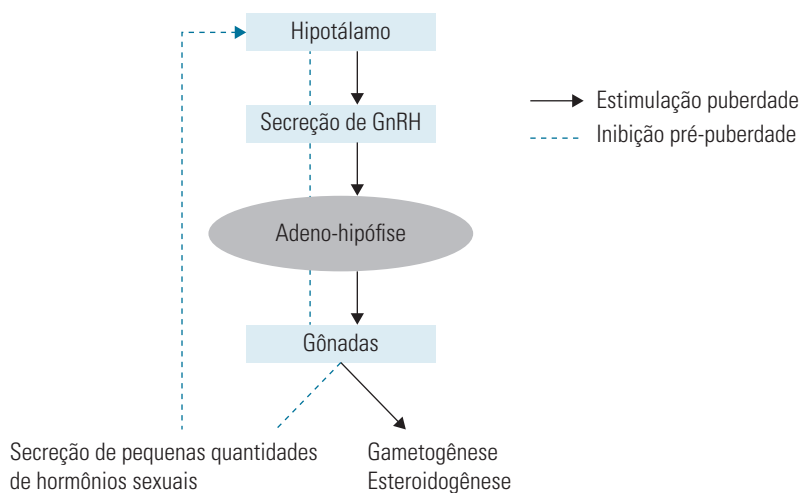 Hipotálamo
Secreção de GnRH
Estimulação puberdade
Inibição pré-puberdade
Adeno-hipófise
Gônadas
Secreção de pequenas quantidades
de hormônios sexuais
Gametogênese
Esteroidogênese